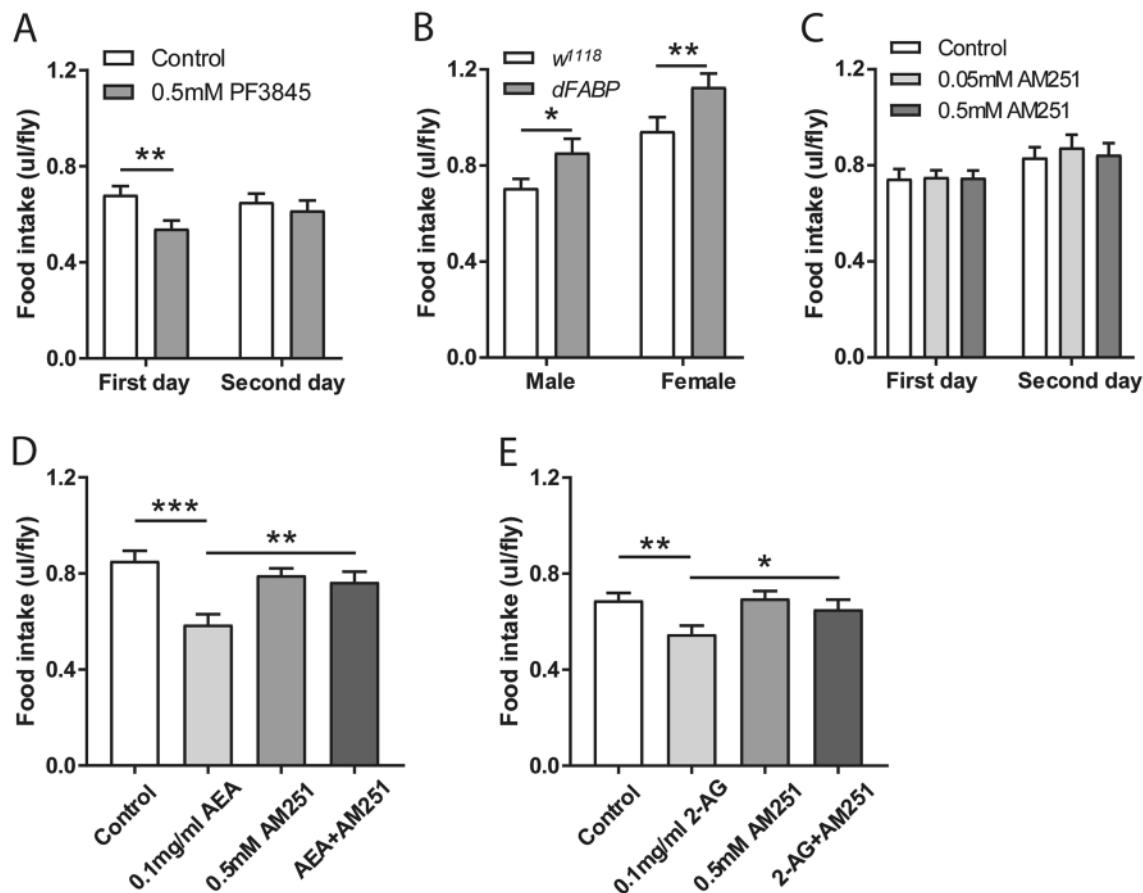 A
Control
0.5mM PF3845
**
Food intake (ul/fly)
1.2
0.8
0.4
0.0
First day
Second day
B
w1118
dFABP
*
**
Food intake (ul/fly)
1.2
0.8
0.4
0.0
Male
Female
C
Control
0.05mM AM251
0.5mM AM251
Food intake (ul/fly)
1.2
0.8
0.4
0.0
First day
Second day
D
***
**
Food intake (ul/fly)
1.2
0.8
0.4
0.0
Control
0.1mg/ml AEA
0.5mM AM251
AEA+AM251
E
**
*
Food intake (ul/fly)
1.2
0.8
0.4
0.0
Control
0.1mg/ml 2-AG
0.5mM AM251
2-AG+AM251